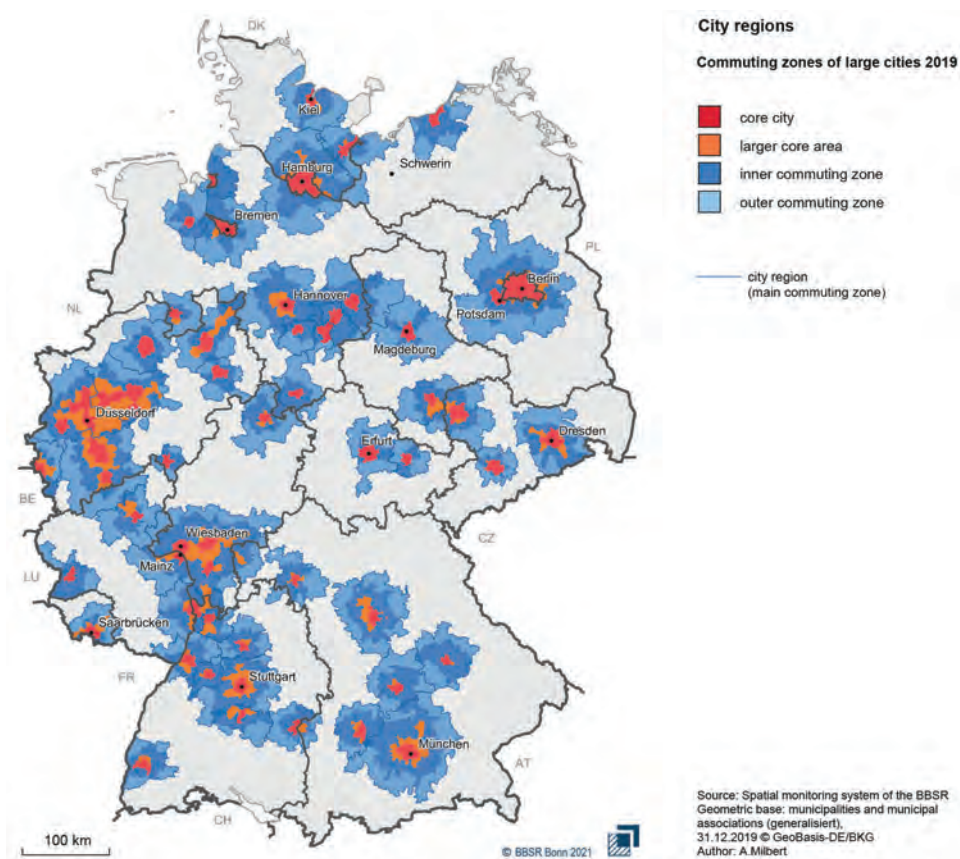 City regions
Commuting zones of large cities 2019
core city
larger core area
inner commuting zone
outer commuting zone
city region
(main commuting zone)
DK
Kiel
Schwerin
Hamburg
Bremen
PL
Berlin
NL
Hannover
Potsdam
Magdeburg
Düsseldorf
Erfurt
Dresden
BE
Wiesbaden
CZ
Mainz
LU
Saarbrücken
FR
Stuttgart
München
AT
CH
100 km
© BBSR Bonn 2021
Source: Spatial monitoring system of the BBSR
Geometric base: municipalities and municipal
associations (generalisiert),
31.12.2019 © GeoBasis-DE/BKG
Author: A.Milbert